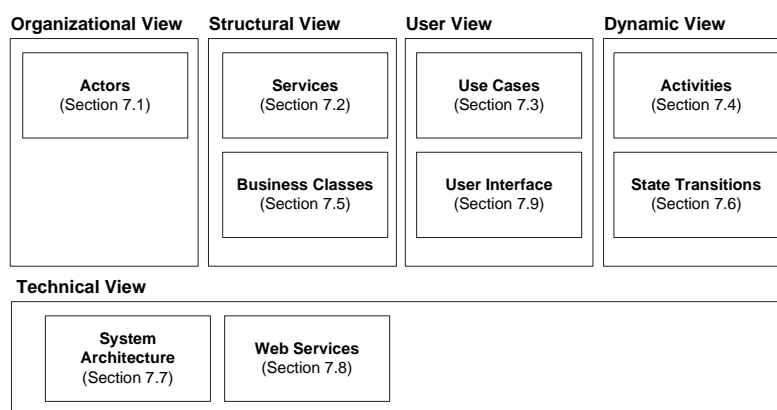 Organizational View
Structural View
User View
Dynamic View
Actors
(Section 7.1)
Services
(Section 7.2)
Use Cases
(Section 7.3)
Activities
(Section 7.4)
Business Classes
(Section 7.5)
User Interface
(Section 7.9)
State Transitions
(Section 7.6)
Technical View
System
Architecture
(Section 7.7)
Web Services
(Section 7.8)